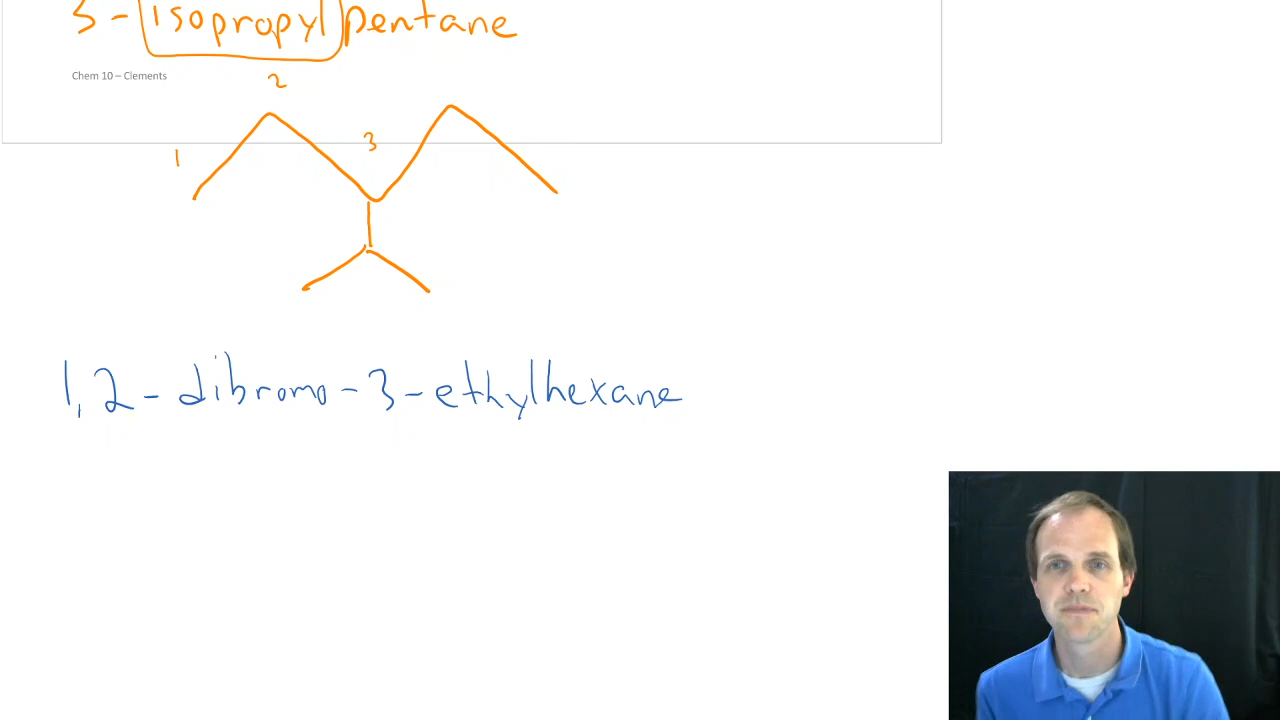 3-isopropyl pentane
Chem 10 – Clements
2
3
1
1,2-dibromo-3-ethylhexane